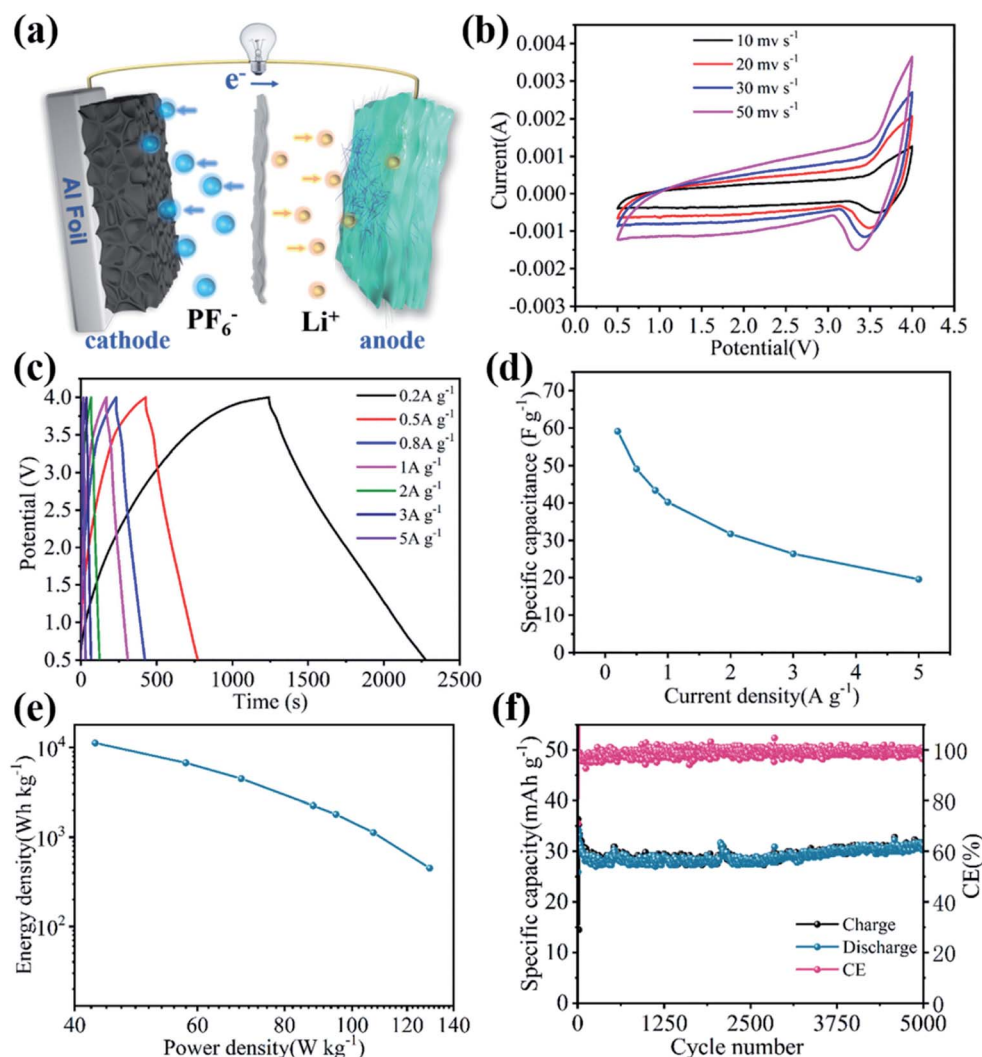 (a)
e⁻
Al Foil
PF₆⁻
Li⁺
cathode
anode
(b)
10 mv s⁻¹
20 mv s⁻¹
30 mv s⁻¹
50 mv s⁻¹
Current(A)
0.004
0.003
0.002
0.001
0.000
-0.001
-0.002
-0.003
0.0 0.5 1.0 1.5 2.0 2.5 3.0 3.5 4.0 4.5
Potential(V)
(c)
0.2A g⁻¹
0.5A g⁻¹
0.8A g⁻¹
1A g⁻¹
2A g⁻¹
3A g⁻¹
5A g⁻¹
Potential (V)
4.0
3.5
3.0
2.5
2.0
1.5
1.0
0.5
0 500 1000 1500 2000 2500
Time (s)
(d)
Specific capacitance (F g⁻¹)
70
60
50
40
30
20
10
0
0 1 2 3 4 5
Current density(A g⁻¹)
(e)
Energy density(Wh kg⁻¹)
10⁴
10³
10²
40 60 80 100 120 140
Power density(W kg⁻¹)
(f)
Specific capacity(mAh g⁻¹)
50
40
30
20
10
0
Charge
Discharge
CE
CE(%)
100
80
60
40
20
0
0 1250 2500 3750 5000
Cycle number